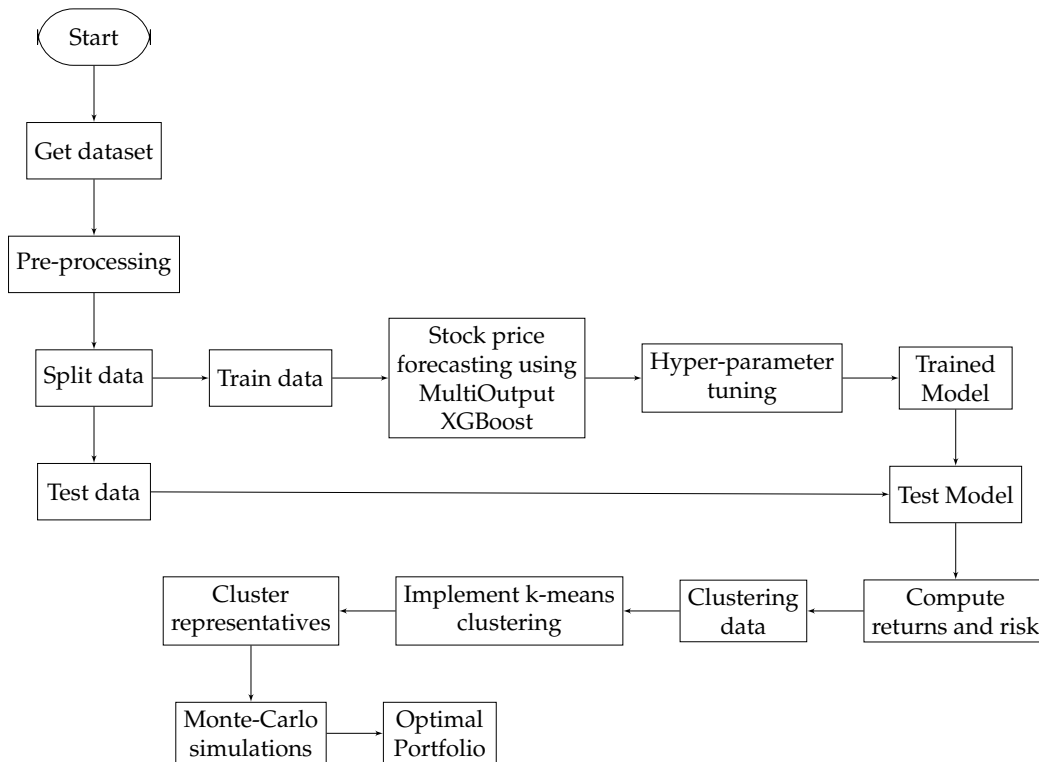 Start
Get dataset
Pre-processing
Split data
Train data
Stock price
forecasting using
MultiOutput
XGBoost
Hyper-parameter
tuning
Trained
Model
Test data
Test Model
Compute
returns and risk
Clustering
data
Implement k-means
clustering
Cluster
representatives
Monte-Carlo
simulations
Optimal
Portfolio